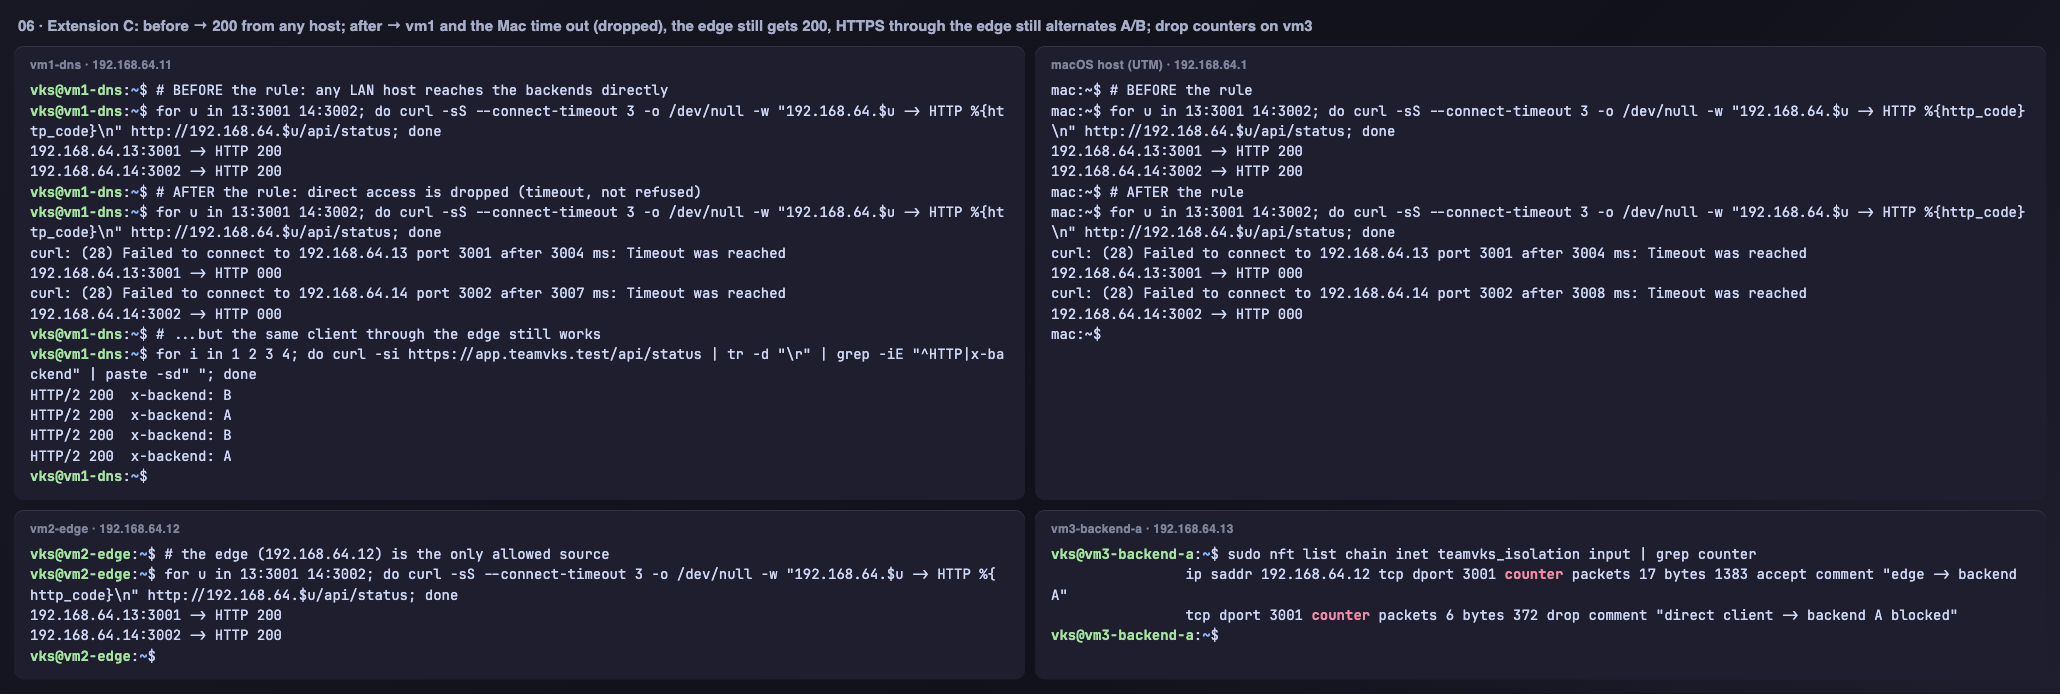 06 · Extension C: before → 200 from any host; after → vm1 and the Mac time out (dropped), the edge still gets 200, HTTPS through the edge still alternates A/B; drop counters on vm3
vm1-dns · 192.168.64.11
vks@vm1-dns:~$ # BEFORE the rule: any LAN host reaches the backends directly
vks@vm1-dns:~$ for u in 13:3001 14:3002; do curl -sS --connect-timeout 3 -o /dev/null -w "192.168.64.$u → HTTP %{ht
tp_code}\n" http://192.168.64.$u/api/status; done
192.168.64.13:3001 → HTTP 200
192.168.64.14:3002 → HTTP 200
vks@vm1-dns:~$ # AFTER the rule: direct access is dropped (timeout, not refused)
vks@vm1-dns:~$ for u in 13:3001 14:3002; do curl -sS --connect-timeout 3 -o /dev/null -w "192.168.64.$u → HTTP %{ht
tp_code}\n" http://192.168.64.$u/api/status; done
curl: (28) Failed to connect to 192.168.64.13 port 3001 after 3004 ms: Timeout was reached
192.168.64.13:3001 → HTTP 000
curl: (28) Failed to connect to 192.168.64.14 port 3002 after 3007 ms: Timeout was reached
192.168.64.14:3002 → HTTP 000
vks@vm1-dns:~$ # ...but the same client through the edge still works
vks@vm1-dns:~$ for i in 1 2 3 4; do curl -si https://app.teamvks.test/api/status | tr -d "\r" | grep -iE "^HTTP|x-ba
ckend" | paste -sd" "; done
HTTP/2 200  x-backend: B
HTTP/2 200  x-backend: A
HTTP/2 200  x-backend: B
HTTP/2 200  x-backend: A
vks@vm1-dns:~$
macOS host (UTM) · 192.168.64.1
mac:~$ # BEFORE the rule
mac:~$ for u in 13:3001 14:3002; do curl -sS --connect-timeout 3 -o /dev/null -w "192.168.64.$u → HTTP %{http_code}
\n" http://192.168.64.$u/api/status; done
192.168.64.13:3001 → HTTP 200
192.168.64.14:3002 → HTTP 200
mac:~$ # AFTER the rule
mac:~$ for u in 13:3001 14:3002; do curl -sS --connect-timeout 3 -o /dev/null -w "192.168.64.$u → HTTP %{http_code}
\n" http://192.168.64.$u/api/status; done
curl: (28) Failed to connect to 192.168.64.13 port 3001 after 3004 ms: Timeout was reached
192.168.64.13:3001 → HTTP 000
curl: (28) Failed to connect to 192.168.64.14 port 3002 after 3008 ms: Timeout was reached
192.168.64.14:3002 → HTTP 000
mac:~$
vm2-edge · 192.168.64.12
vks@vm2-edge:~$ # the edge (192.168.64.12) is the only allowed source
vks@vm2-edge:~$ for u in 13:3001 14:3002; do curl -sS --connect-timeout 3 -o /dev/null -w "192.168.64.$u → HTTP %{
http_code}\n" http://192.168.64.$u/api/status; done
192.168.64.13:3001 → HTTP 200
192.168.64.14:3002 → HTTP 200
vks@vm2-edge:~$
vm3-backend-a · 192.168.64.13
vks@vm3-backend-a:~$ sudo nft list chain inet teamvks_isolation input | grep counter
ip saddr 192.168.64.12 tcp dport 3001 counter packets 17 bytes 1383 accept comment "edge → backend
A"
tcp dport 3001 counter packets 6 bytes 372 drop comment "direct client → backend A blocked"
vks@vm3-backend-a:~$